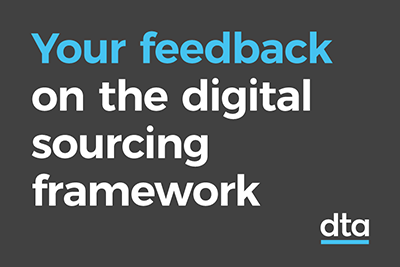 Your feedback
on the digital
sourcing
framework
dta